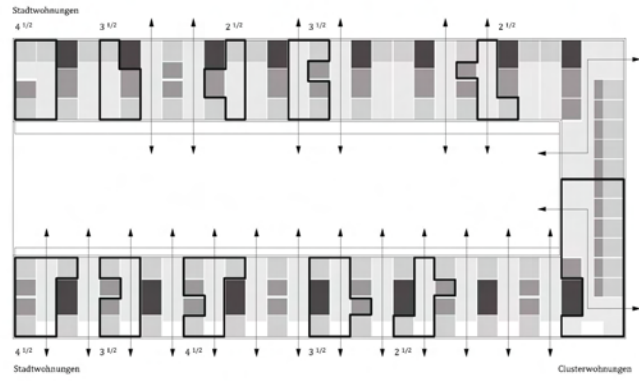 Stadtwohnungen
4 1/2 3 1/2 2 1/2 3 1/2 2 1/2
4 1/2 3 1/2 4 1/2 3 1/2 2 1/2
Stadtwohnungen Clusterwohnungen